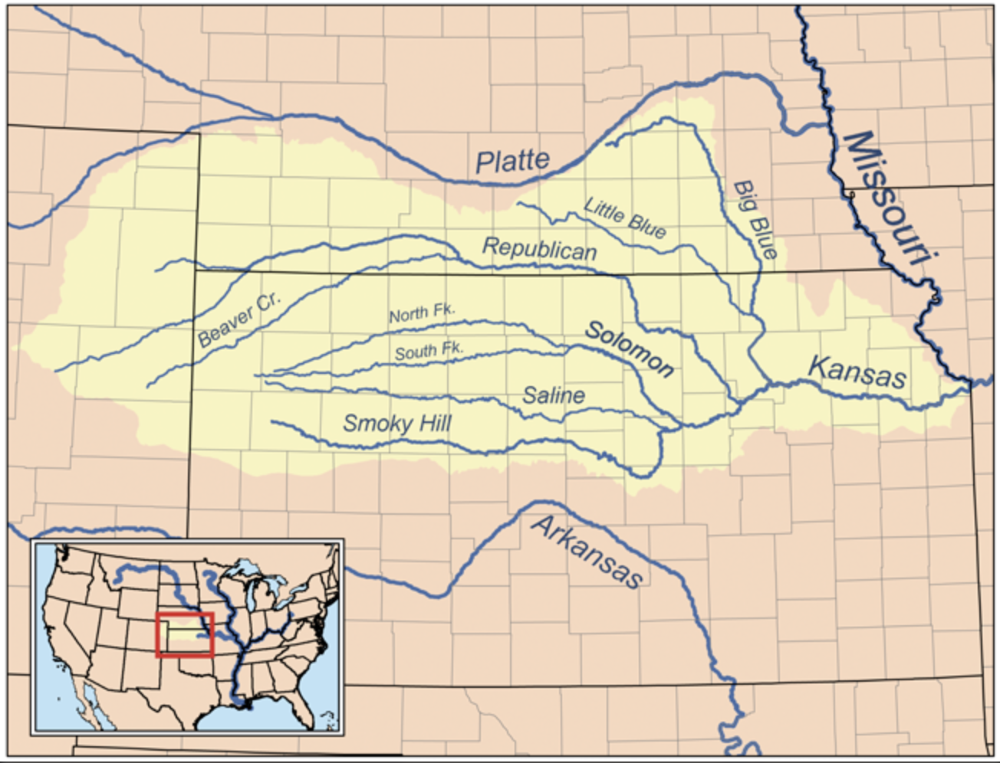 Missouri
Platte
Big Blue
Little Blue
Republican
Beaver Cr.
North Fk.
Solomon
South Fk.
Kansas
Saline
Smoky Hill
Arkansas